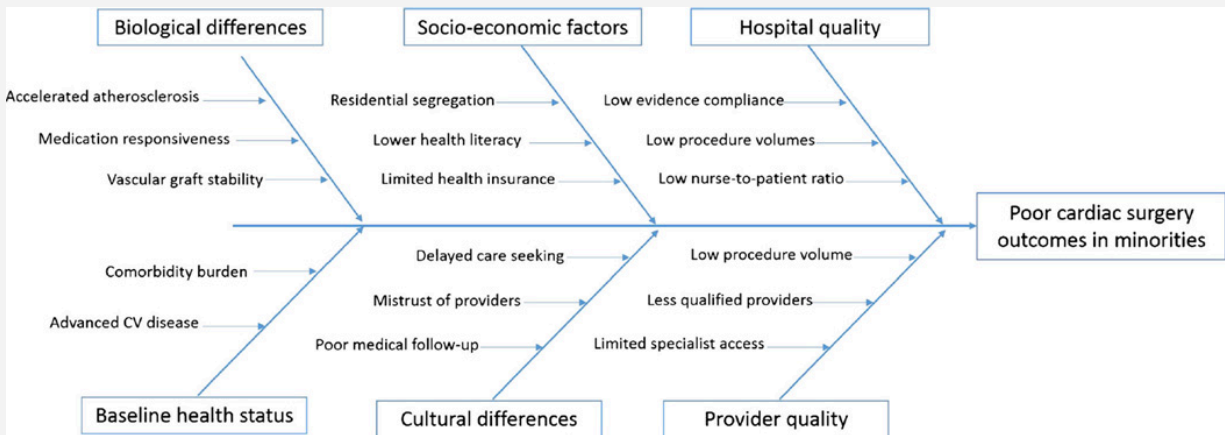 Biological differences
Socio-economic factors
Hospital quality
Accelerated atherosclerosis
Medication responsiveness
Vascular graft stability
Residential segregation
Lower health literacy
Limited health insurance
Low evidence compliance
Low procedure volumes
Low nurse-to-patient ratio
Poor cardiac surgery
outcomes in minorities
Comorbidity burden
Advanced CV disease
Delayed care seeking
Mistrust of providers
Poor medical follow-up
Low procedure volume
Less qualified providers
Limited specialist access
Baseline health status
Cultural differences
Provider quality